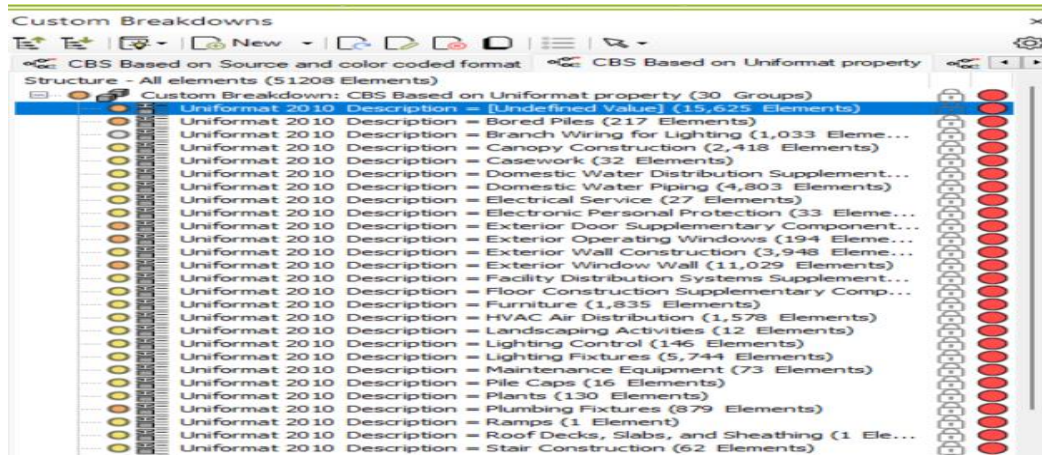 Custom Breakdowns
New
CBS Based on Source and color coded format CBS Based on Uniformat property
Structure - All elements (51208 Elements)
Custom Breakdown: CBS Based on Uniformat property (30 Groups)
Uniformat 2010 Description = [Undefined Value] (15,625 Elements)
Uniformat 2010 Description = Bored Piles (217 Elements)
Uniformat 2010 Description = Branch Wiring for Lighting (1,033 Eleme...
Uniformat 2010 Description = Canopy Construction (2,418 Elements)
Uniformat 2010 Description = Casework (32 Elements)
Uniformat 2010 Description = Domestic Water Distribution Supplement...
Uniformat 2010 Description = Domestic Water Piping (4,803 Elements)
Uniformat 2010 Description = Electrical Service (27 Elements)
Uniformat 2010 Description = Electronic Personal Protection (33 Eleme...
Uniformat 2010 Description = Exterior Door Supplementary Component...
Uniformat 2010 Description = Exterior Operating Windows (194 Eleme...
Uniformat 2010 Description = Exterior Wall Construction (3,948 Eleme...
Uniformat 2010 Description = Exterior Window Wall (11,029 Elements)
Uniformat 2010 Description = Facility Distribution Systems Supplement...
Uniformat 2010 Description = Floor Construction Supplementary Comp...
Uniformat 2010 Description = Furniture (1,835 Elements)
Uniformat 2010 Description = HVAC Air Distribution (1,578 Elements)
Uniformat 2010 Description = Landscaping Activities (12 Elements)
Uniformat 2010 Description = Lighting Control (146 Elements)
Uniformat 2010 Description = Lighting Fixtures (5,744 Elements)
Uniformat 2010 Description = Maintenance Equipment (73 Elements)
Uniformat 2010 Description = Pile Caps (16 Elements)
Uniformat 2010 Description = Plants (130 Elements)
Uniformat 2010 Description = Plumbing Fixtures (879 Elements)
Uniformat 2010 Description = Ramps (1 Element)
Uniformat 2010 Description = Roof Decks, Slabs, and Sheathing (1 Ele...
Uniformat 2010 Description = Stair Construction (62 Elements)